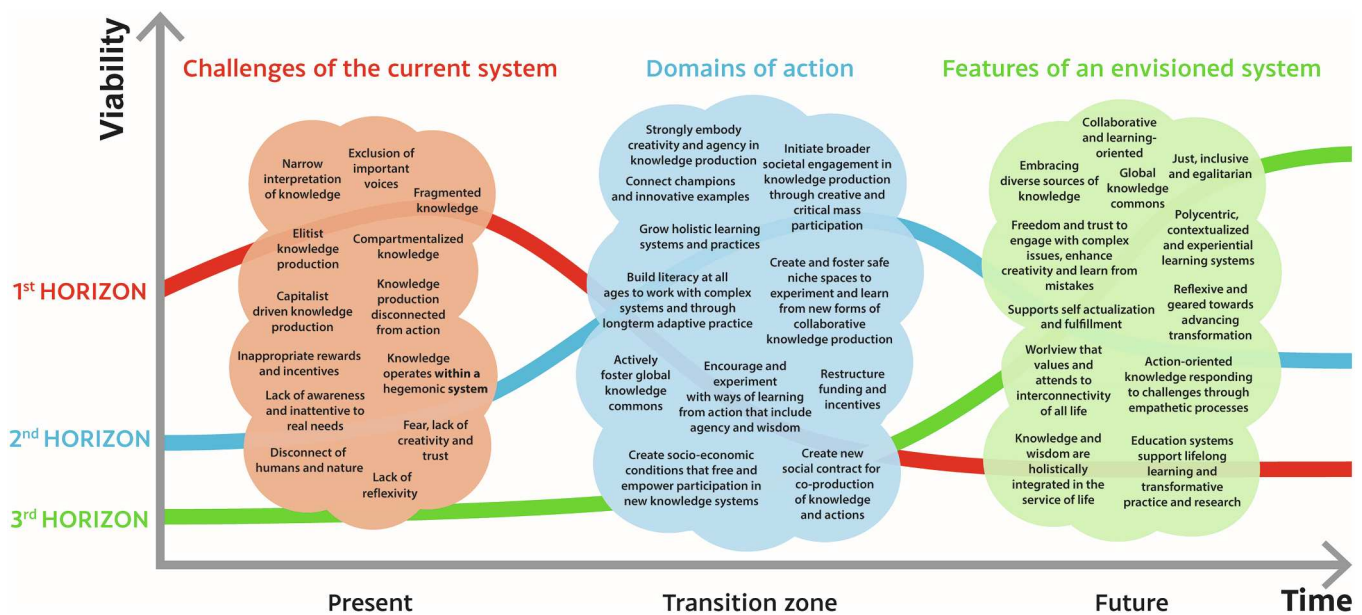 Viability
Challenges of the current system
Domains of action
Features of an envisioned system
1st HORIZON
2nd HORIZON
3rd HORIZON
Narrow
interpretation
of knowledge
Exclusion of
important
voices
Fragmented
knowledge
Elitist
knowledge
production
Compartmentalized
knowledge
Capitalist
driven knowledge
production
Knowledge
production
disconnected
from action
Inappropriate rewards
and incentives
Knowledge
operates within a
hegemonic system
Lack of awareness
and inattentive to
real needs
Fear, lack of
creativity and
trust
Disconnect of
humans and nature
Lack of
reflexivity
Strongly embody
creativity and agency in
knowledge production
Initiate broader
societal engagement in
knowledge production
through creative and
critical mass
participation
Connect champions
and innovative examples
Grow holistic learning
systems and practices
Build literacy at all
ages to work with complex
systems and through
longterm adaptive practice
Create and foster safe
niche spaces to
experiment and learn
from new forms of
collaborative
knowledge production
Actively
foster global
knowledge
commons
Encourage and
experiment
with ways of learning
from action that include
agency and wisdom
Restructure
funding and
incentives
Create socio-economic
conditions that free and
empower participation in
new knowledge systems
Create new
social contract for
co-production
of knowledge
and actions
Collaborative
and learning-
oriented
Embracing
diverse sources of
knowledge
Global
knowledge
commons
Just, inclusive
and egalitarian
Freedom and trust to
engage with complex
issues, enhance
creativity and learn from
mistakes
Polycentric,
contextualized
and experiential
learning systems
Supports self actualization
and fulfillment
Reflexive and
geared towards
advancing
transformation
Worlview that
values and
attends to
interconnectivity
of all life
Action-oriented
knowledge responding
to challenges through
empathetic processes
Knowledge and
wisdom are
holistically
integrated in the
service of life
Education systems
support lifelong
learning and
transformative
practice and research
Present
Transition zone
Future
Time